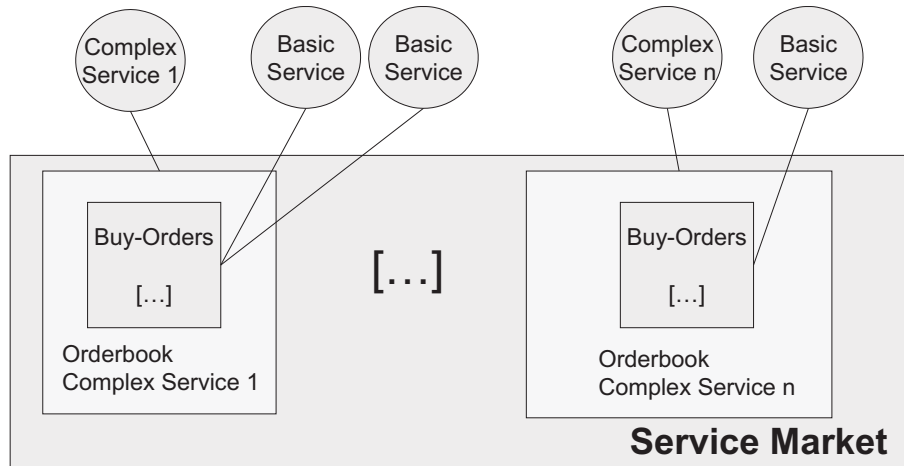 Complex
Service 1
Basic
Service
Basic
Service
Complex
Service n
Basic
Service
Buy-Orders
[…]
Orderbook
Complex Service 1
[…]
Buy-Orders
[…]
Orderbook
Complex Service n
Service Market